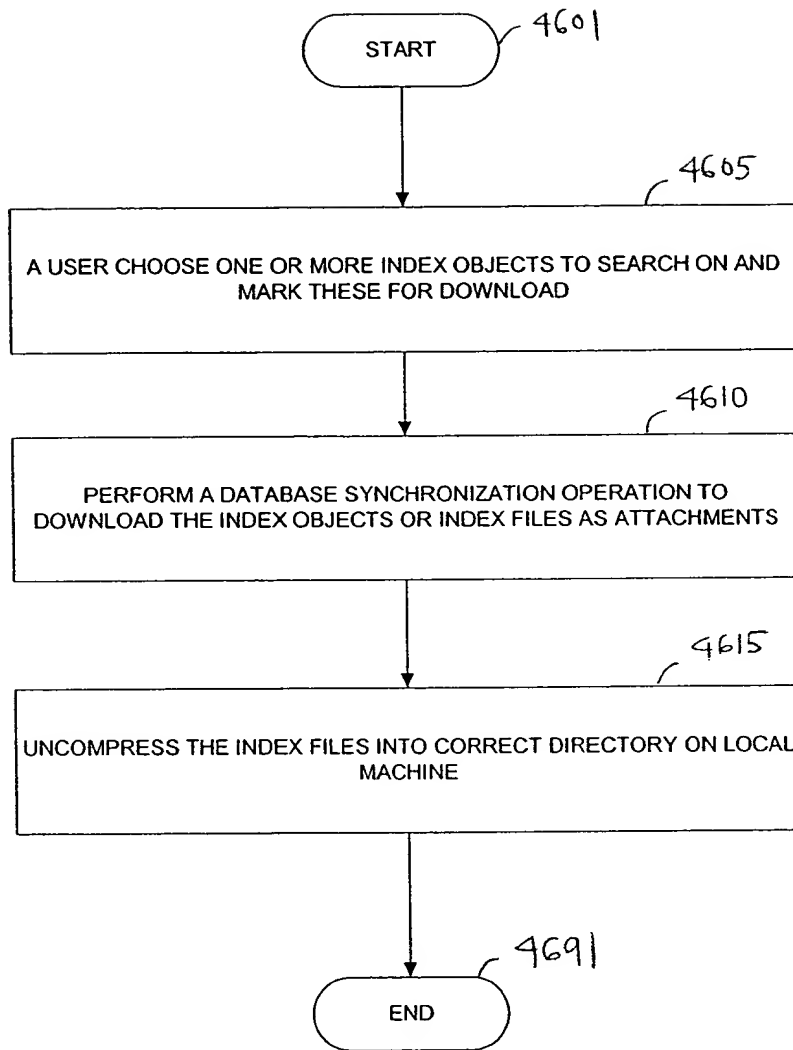 4601
START
4605
A USER CHOOSE ONE OR MORE INDEX OBJECTS TO SEARCH ON AND
MARK THESE FOR DOWNLOAD
4610
PERFORM A DATABASE SYNCHRONIZATION OPERATION TO
DOWNLOAD THE INDEX OBJECTS OR INDEX FILES AS ATTACHMENTS
4615
UNCOMPRESS THE INDEX FILES INTO CORRECT DIRECTORY ON LOCAL
MACHINE
4691
END